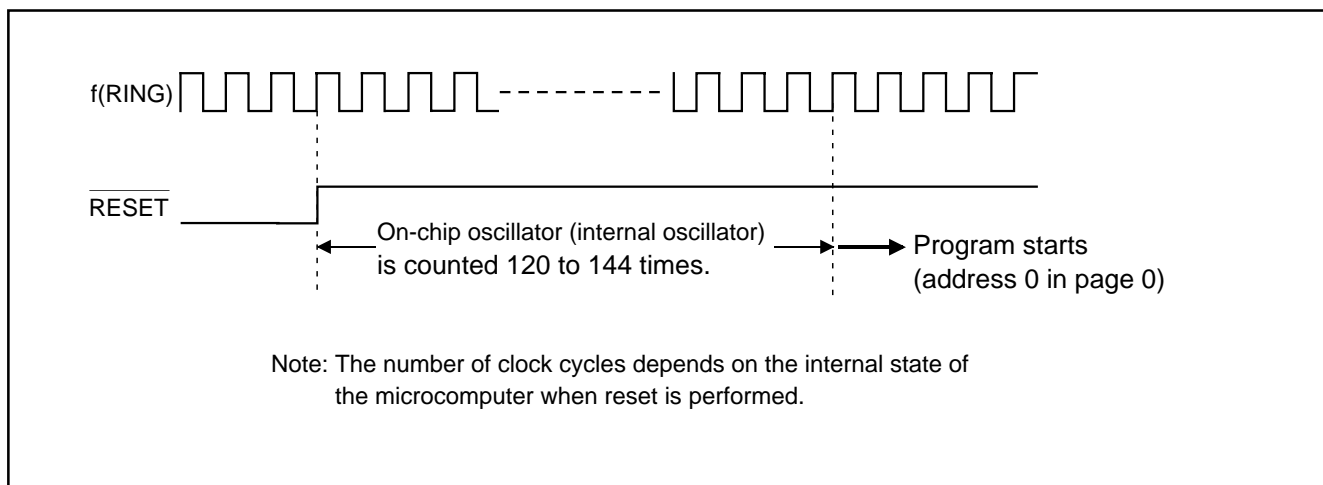 f(RING)
RESET
On-chip oscillator (internal oscillator)
is counted 120 to 144 times.
Program starts
(address 0 in page 0)
Note: The number of clock cycles depends on the internal state of
the microcomputer when reset is performed.